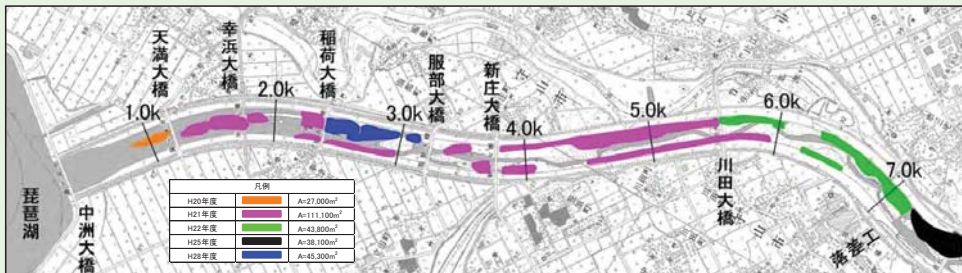 天満大橋
幸浜大橋
稲荷大橋
服部大橋
新庄大橋
川田大橋
1.0k
2.0k
3.0k
4.0k
5.0k
6.0k
7.0k
琵琶湖
中洲大橋
落差工
凡例
H20年度 A=27,000m²
H21年度 A=111,100m²
H22年度 A=43,800m²
H25年度 A=38,100m²
H28年度 A=45,300m²